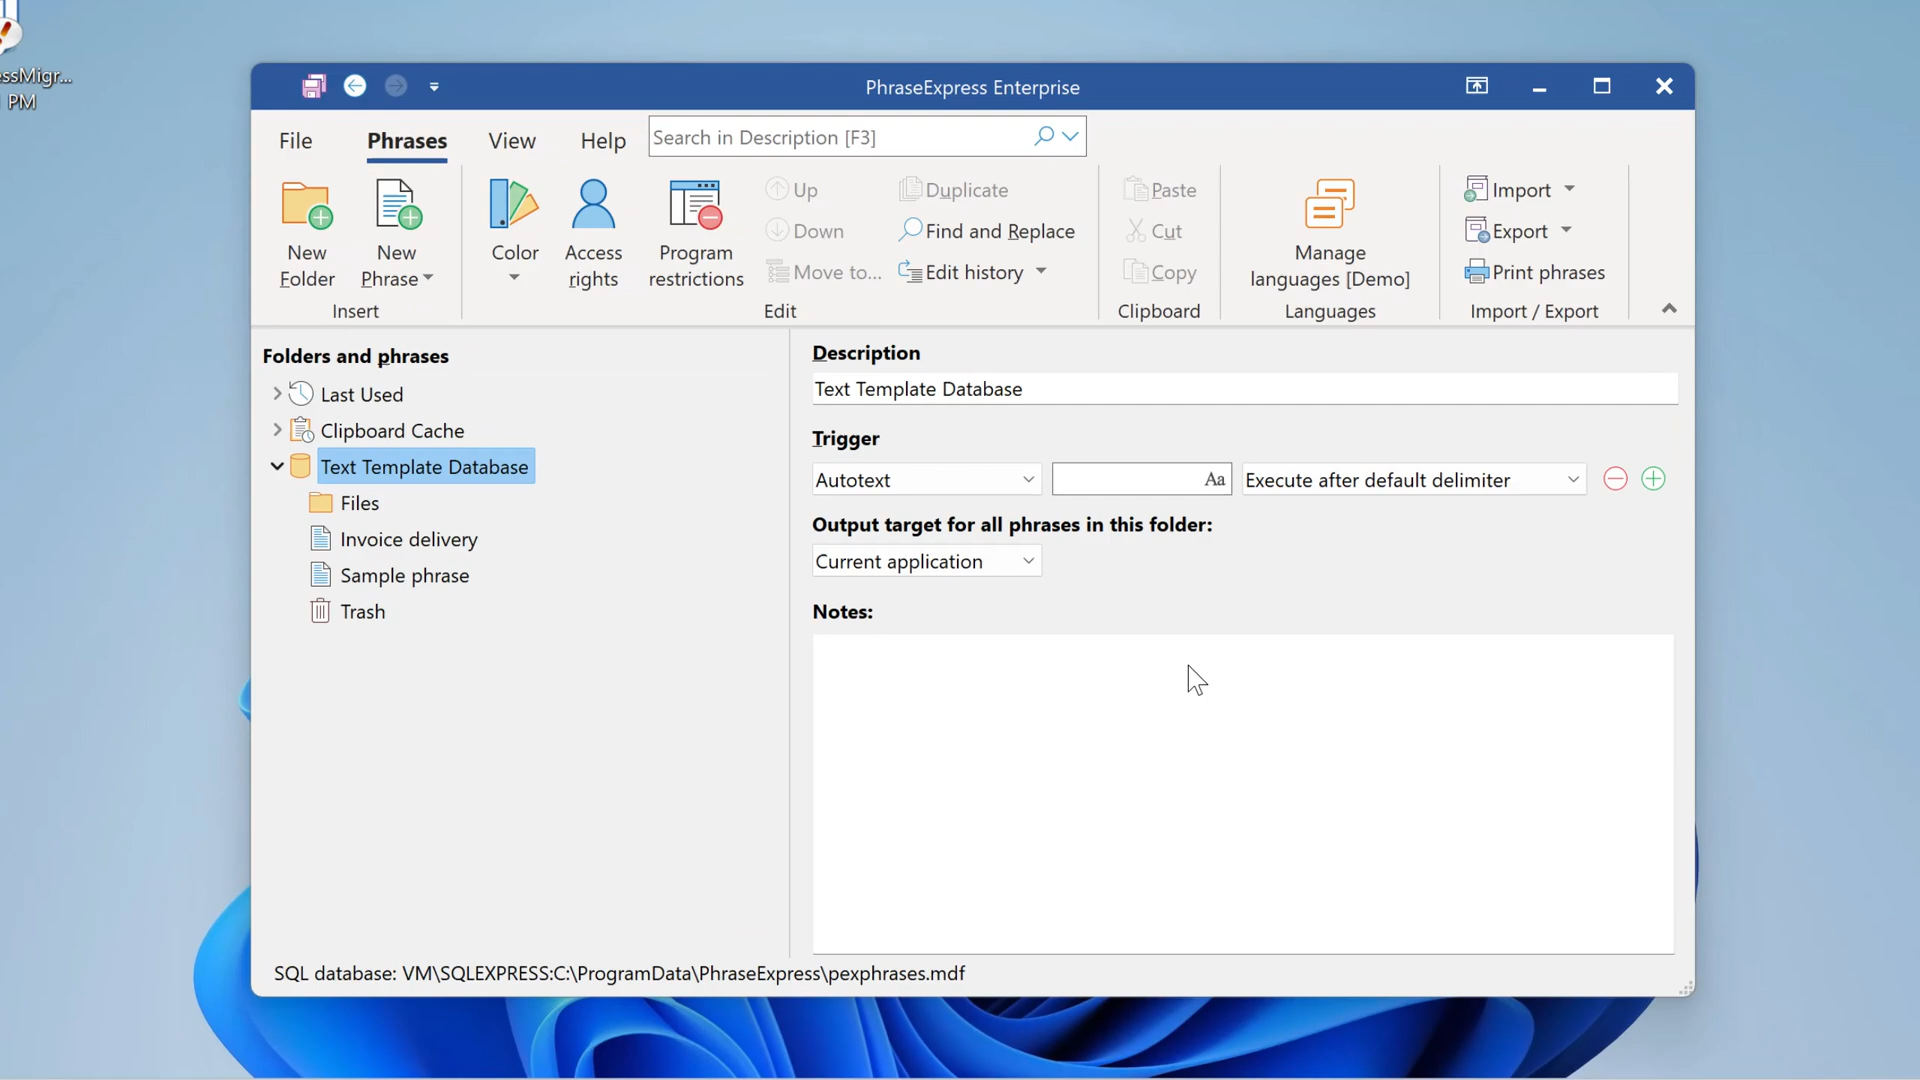 essMigr...
PM
PhraseExpress Enterprise
File Phrases View Help Search in Description [F3]
New Folder
New Phrase
Insert
Color
Access rights
Program restrictions
Up
Down
Move to...
Duplicate
Find and Replace
Edit history
Edit
Paste
Cut
Copy
Clipboard
Manage languages [Demo]
Languages
Import
Export
Print phrases
Import / Export
Folders and phrases
Last Used
Clipboard Cache
Text Template Database
Files
Invoice delivery
Sample phrase
Trash
Description
Text Template Database
Trigger
Autotext Aa Execute after default delimiter
Output target for all phrases in this folder:
Current application
Notes:
SQL database: VM\SQLEXPRESS:C:\ProgramData\PhraseExpress\pexphrases.mdf